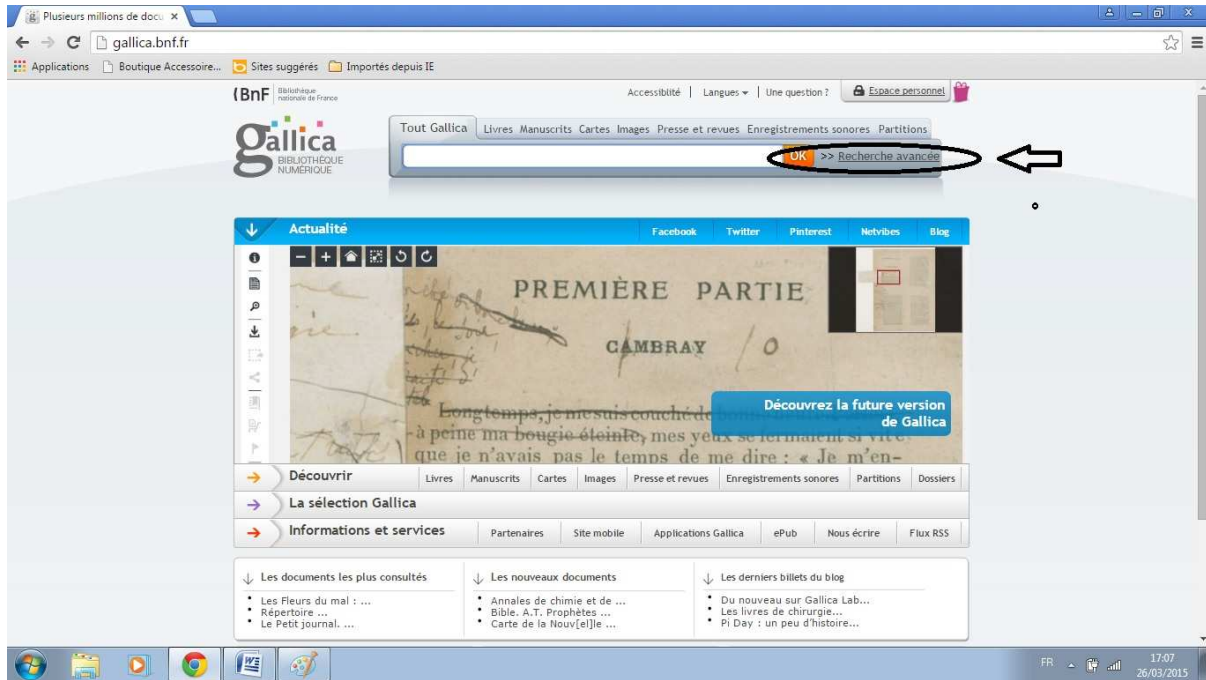 Plusieurs millions de docu
gallica.bnf.fr
Applications Boutique Accessoire... Sites suggérés Importés depuis IE
(BnF Bibliothèque nationale de France
Accessiblité | Langues | Une question ? Espace personnel
Gallica
BIBLIOTHÈQUE
NUMÉRIQUE
Tout Gallica Livres Manuscrits Cartes Images Presse et revues Enregistrements sonores Partitions
OK >> Recherche avancée
Actualité Facebook Twitter Pinterest Netvibes Blog
PREMIÈRE PARTIE
CAMBRAY
Longtemps, je me suis couché de bonne
à peine ma bougie éteinte, mes yeux se fermaient si vite
que je n'avais pas le temps de me dire : « Je m'en-
Découvrez la future version
de Gallica
Découvrir Livres Manuscrits Cartes Images Presse et revues Enregistrements sonores Partitions Dossiers
La sélection Gallica
Informations et services Partenaires Site mobile Applications Gallica ePub Nous écrire Flux RSS
Les documents les plus consultés
Les Fleurs du mal : ...
Répertoire ...
Le Petit journal. ...
Les nouveaux documents
Annales de chimie et de ...
Bible. A.T. Prophètes ...
Carte de la Nouv[el]le ...
Les derniers billets du blog
Du nouveau sur Gallica Lab...
Les livres de chirurgie...
Pi Day : un peu d'histoire...
FR 17:07
26/03/2015